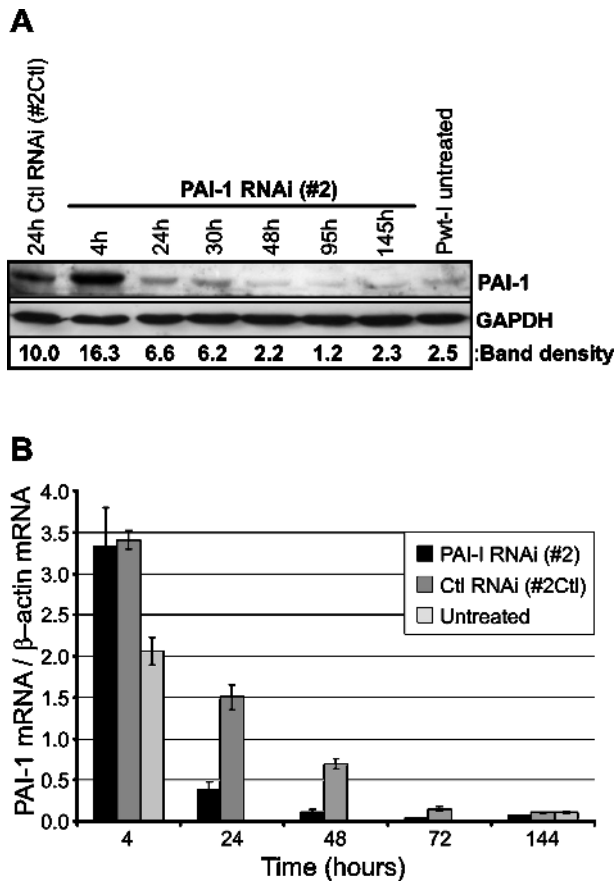 A
24h Ctl RNAi (#2Ctl)
PAI-1 RNAi (#2)
4h
24h
30h
48h
95h
145h
Pwt-I untreated
PAI-1
GAPDH
10.0 16.3 6.6 6.2 2.2 1.2 2.3 2.5 :Band density
B
PAI-1 mRNA / β–actin mRNA
4.0
3.5
3.0
2.5
2.0
1.5
1.0
0.5
0.0
PAI-I RNAi (#2)
Ctl RNAi (#2Ctl)
Untreated
4 24 48 72 144
Time (hours)